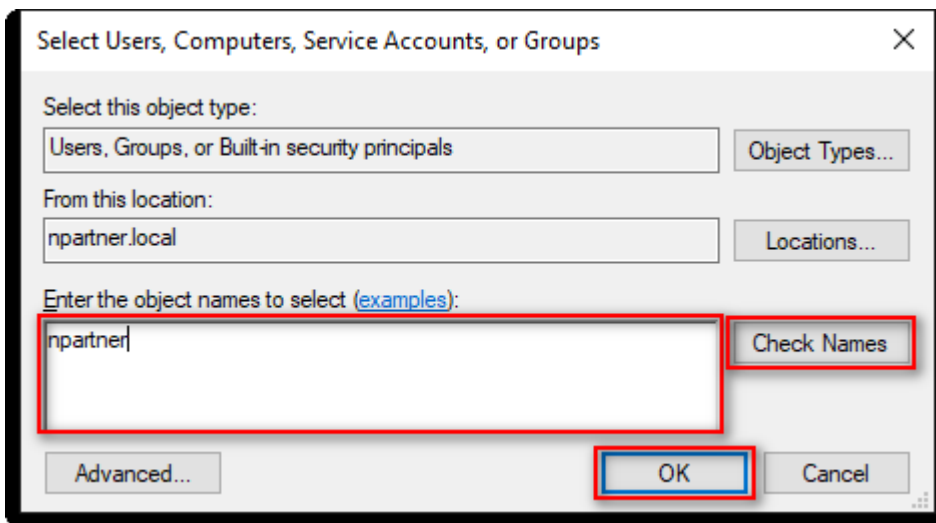 Select Users, Computers, Service Accounts, or Groups
Select this object type:
Users, Groups, or Built-in security principals
Object Types...
From this location:
npartner.local
Locations...
Enter the object names to select (examples):
npartner
Check Names
Advanced...
OK
Cancel